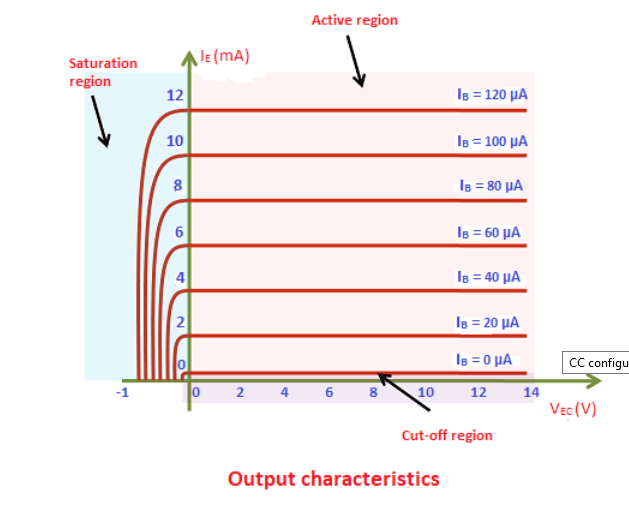 Active region
Saturation
region
IE (mA)
12
IB = 120 µA
10
IB = 100 µA
8
IB = 80 µA
6
IB = 60 µA
4
IB = 40 µA
2
IB = 20 µA
0
IB = 0 µA
CC configu
-1
0
2
4
6
8
10
12
14
VEC (V)
Cut-off region
Output characteristics